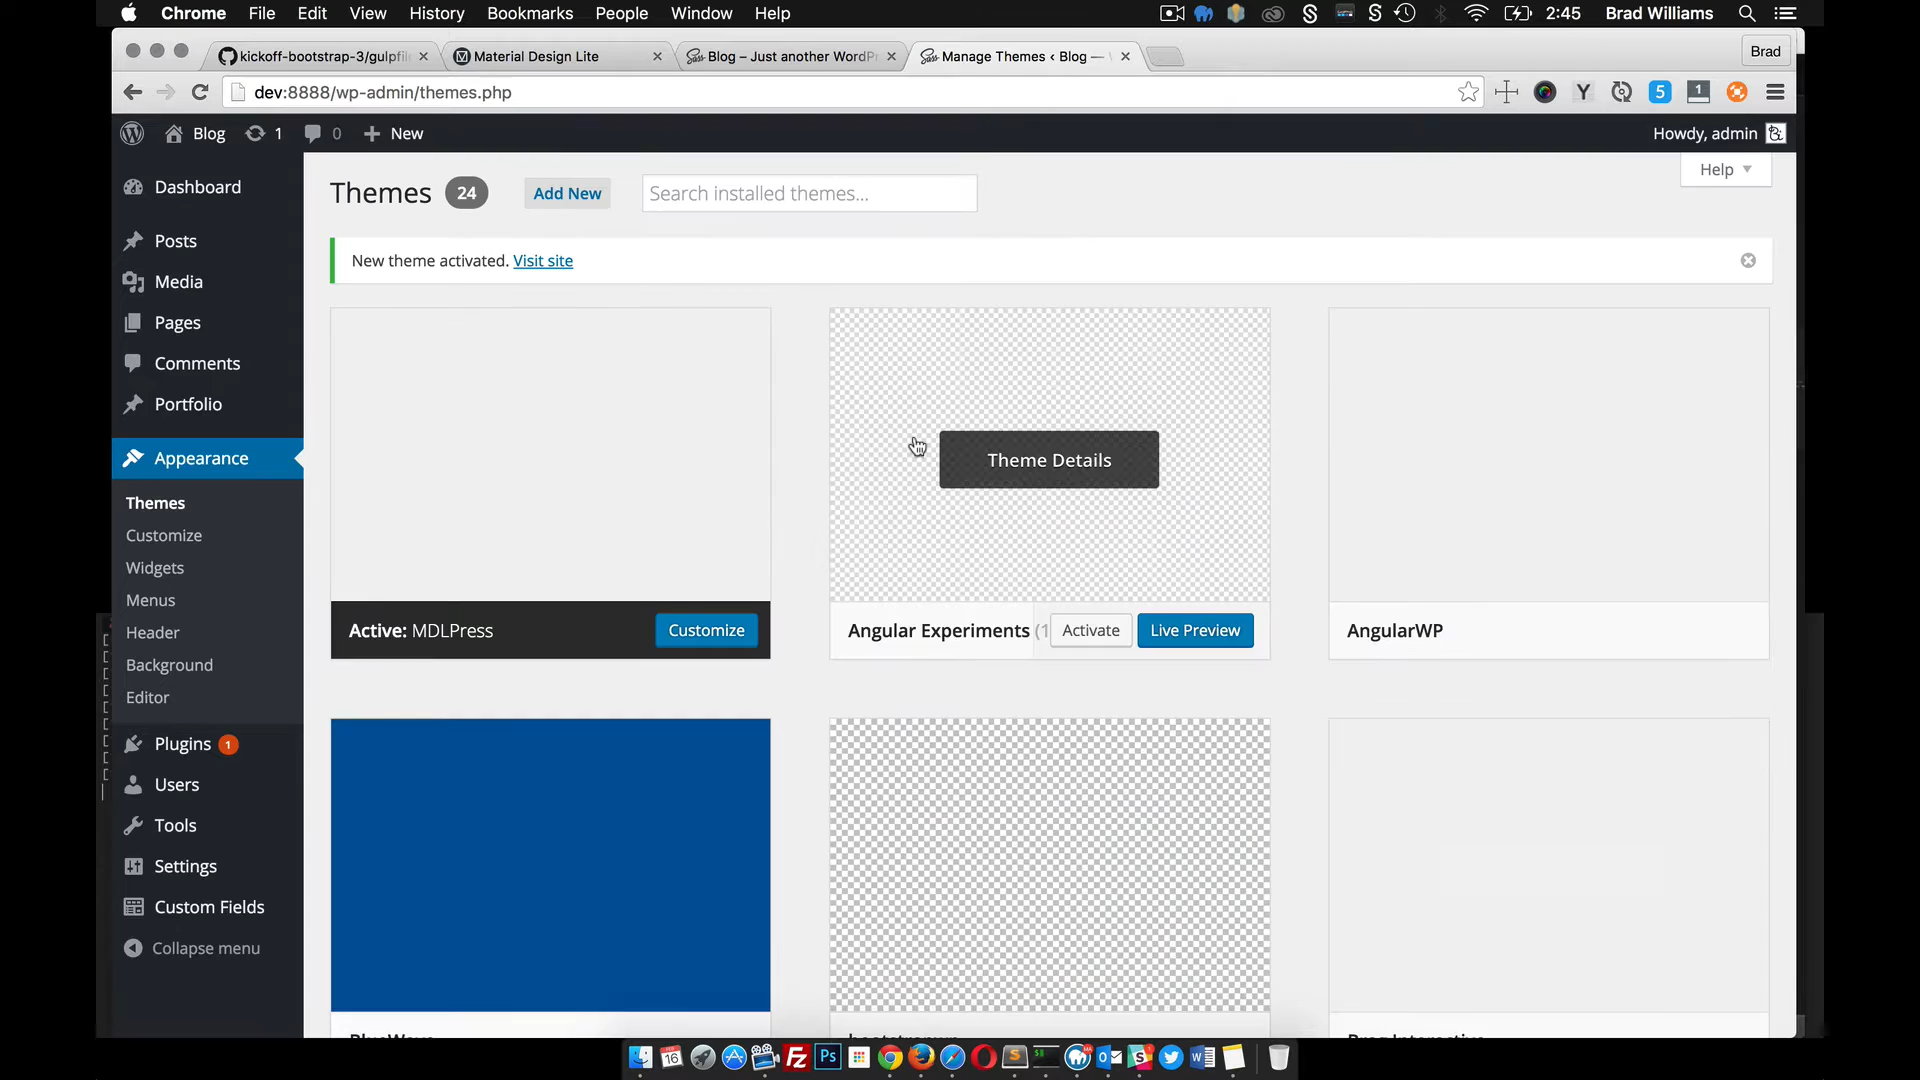 Chrome File Edit View History Bookmarks People Window Help 2:45 Brad Williams
kickoff-bootstrap-3/gulpfil Material Design Lite Blog – Just another WordPr Manage Themes ‹ Blog — Brad
dev:8888/wp-admin/themes.php
Blog 1 0 New Howdy, admin
Help
Themes 24 Add New Search installed themes...
New theme activated. Visit site
Dashboard
Posts
Media
Pages
Comments
Portfolio
Appearance
Themes
Customize
Widgets
Menus
Header
Background
Editor
Plugins 1
Users
Tools
Settings
Custom Fields
Collapse menu
Theme Details
Active: MDLPress Customize
Angular Experiments (1 Activate Live Preview
AngularWP